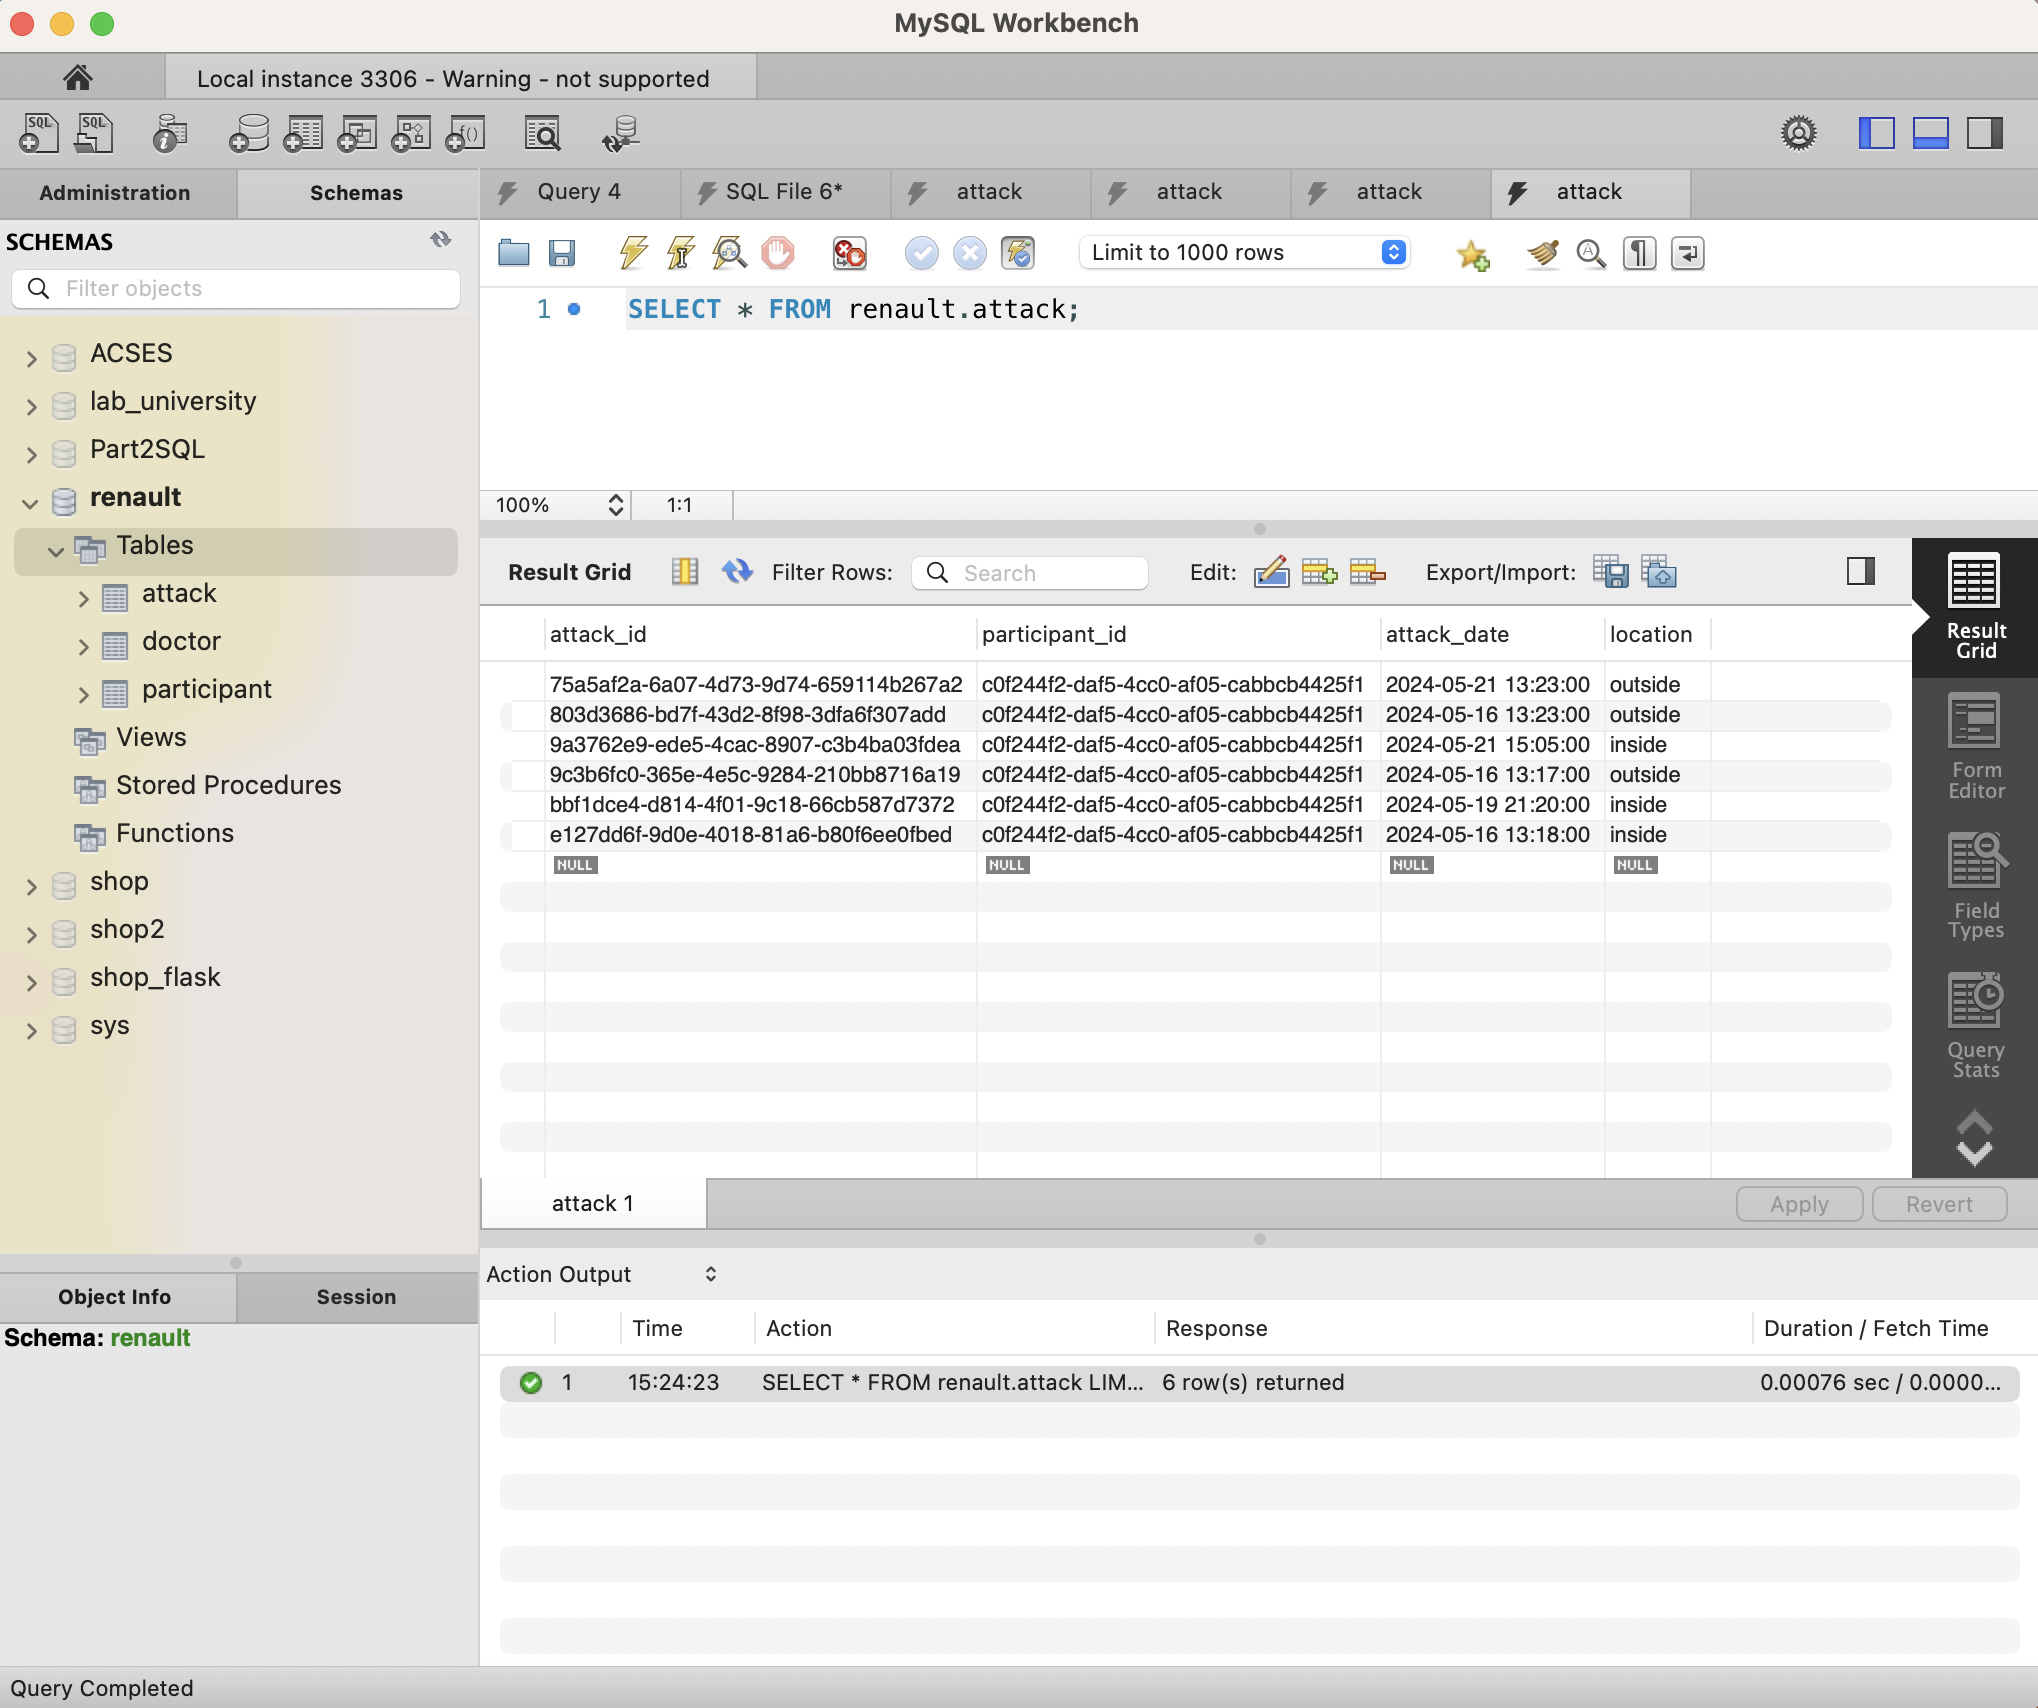 MySQL Workbench
Local instance 3306 - Warning - not supported
SQL
SQL
Administration
Schemas
Query 4
SQL File 6*
attack
attack
attack
attack
SCHEMAS
Filter objects
Limit to 1000 rows
1
SELECT * FROM renault.attack;
ACSES
lab_university
Part2SQL
renault
Tables
attack
doctor
participant
Views
Stored Procedures
Functions
shop
shop2
shop_flask
sys
100%
1:1
Result Grid
Filter Rows:
Search
Edit:
Export/Import:
attack_id participant_id attack_date location
75a5af2a-6a07-4d73-9d74-659114b267a2 c0f244f2-daf5-4cc0-af05-cabbcb4425f1 2024-05-21 13:23:00 outside
803d3686-bd7f-43d2-8f98-3dfa6f307add c0f244f2-daf5-4cc0-af05-cabbcb4425f1 2024-05-16 13:23:00 outside
9a3762e9-ede5-4cac-8907-c3b4ba03fdea c0f244f2-daf5-4cc0-af05-cabbcb4425f1 2024-05-21 15:05:00 inside
9c3b6fc0-365e-4e5c-9284-210bb8716a19 c0f244f2-daf5-4cc0-af05-cabbcb4425f1 2024-05-16 13:17:00 outside
bbf1dce4-d814-4f01-9c18-66cb587d7372 c0f244f2-daf5-4cc0-af05-cabbcb4425f1 2024-05-19 21:20:00 inside
e127dd6f-9d0e-4018-81a6-b80f6ee0fbed c0f244f2-daf5-4cc0-af05-cabbcb4425f1 2024-05-16 13:18:00 inside
NULL NULL NULL NULL
Result
Grid
Form
Editor
Field
Types
Query
Stats
attack 1
Apply
Revert
Action Output
Time Action Response Duration / Fetch Time
1 15:24:23 SELECT * FROM renault.attack LIM... 6 row(s) returned 0.00076 sec / 0.0000...
Object Info
Session
Schema: renault
Query Completed